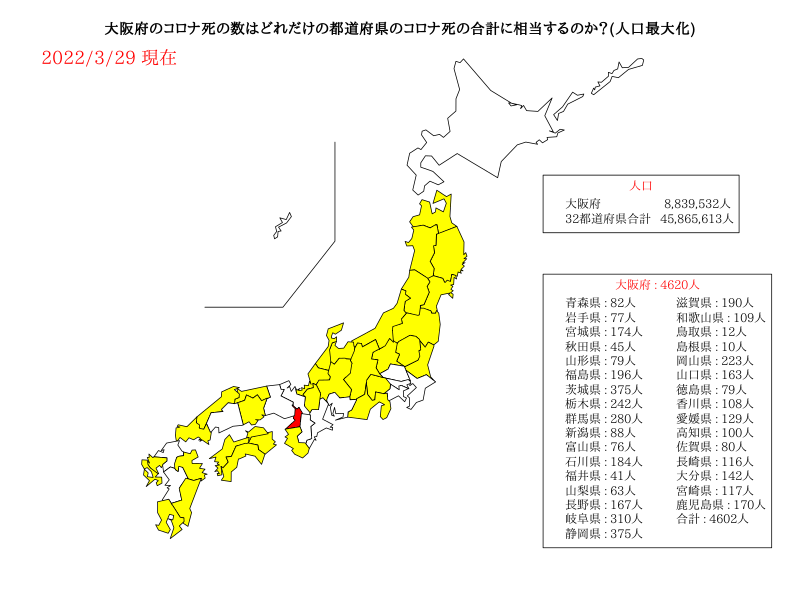 大阪府のコロナ死の数はどれだけの都道府県のコロナ死の合計に相当するのか?(人口最大化)
2022/3/29 現在
人口
大阪府 8,839,532人
32都道府県合計 45,865,613人
大阪府 : 4620人
青森県 : 82人 滋賀県 : 190人
岩手県 : 77人 和歌山県 : 109人
宮城県 : 174人 鳥取県 : 12人
秋田県 : 45人 島根県 : 10人
山形県 : 79人 岡山県 : 223人
福島県 : 196人 山口県 : 163人
茨城県 : 375人 徳島県 : 79人
栃木県 : 242人 香川県 : 108人
群馬県 : 280人 愛媛県 : 129人
新潟県 : 88人 高知県 : 100人
富山県 : 76人 佐賀県 : 80人
石川県 : 184人 長崎県 : 116人
福井県 : 41人 大分県 : 142人
山梨県 : 63人 宮崎県 : 117人
長野県 : 167人 鹿児島県 : 170人
岐阜県 : 310人 合計 : 4602人
静岡県 : 375人